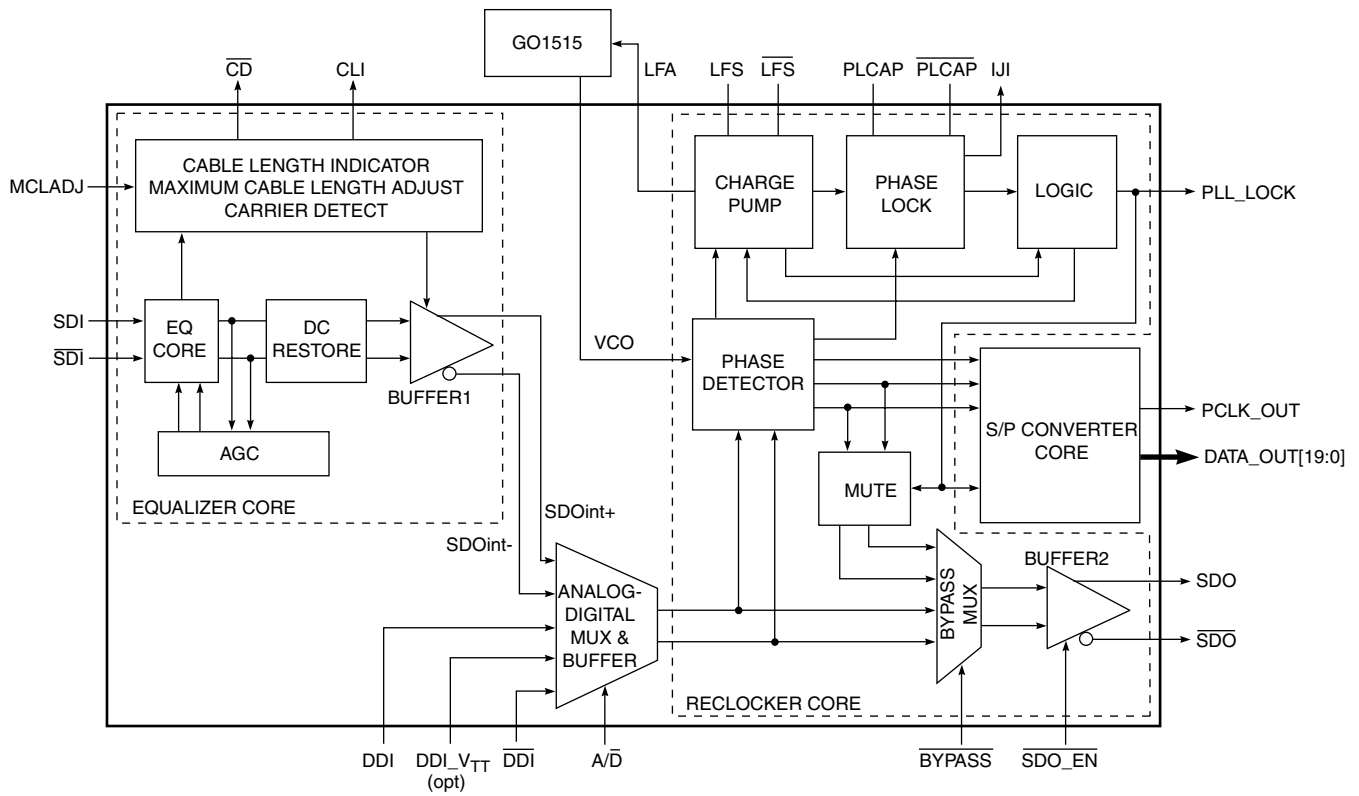 GO1515
CD
CLI
LFA
LFS
LFS
PLCAP
PLCAP
IJI
MCLADJ
CABLE LENGTH INDICATOR
MAXIMUM CABLE LENGTH ADJUST
CARRIER DETECT
CHARGE
PUMP
PHASE
LOCK
LOGIC
PLL_LOCK
SDI
SDI
EQ
CORE
DC
RESTORE
BUFFER1
AGC
EQUALIZER CORE
VCO
PHASE
DETECTOR
S/P CONVERTER
CORE
PCLK_OUT
DATA_OUT[19:0]
MUTE
SDOint+
SDOint-
ANALOG-
DIGITAL
MUX &
BUFFER
BYPASS
MUX
BUFFER2
SDO
SDO
RECLOCKER CORE
DDI
DDI_VTT
(opt)
DDI
A/D
BYPASS
SDO_EN